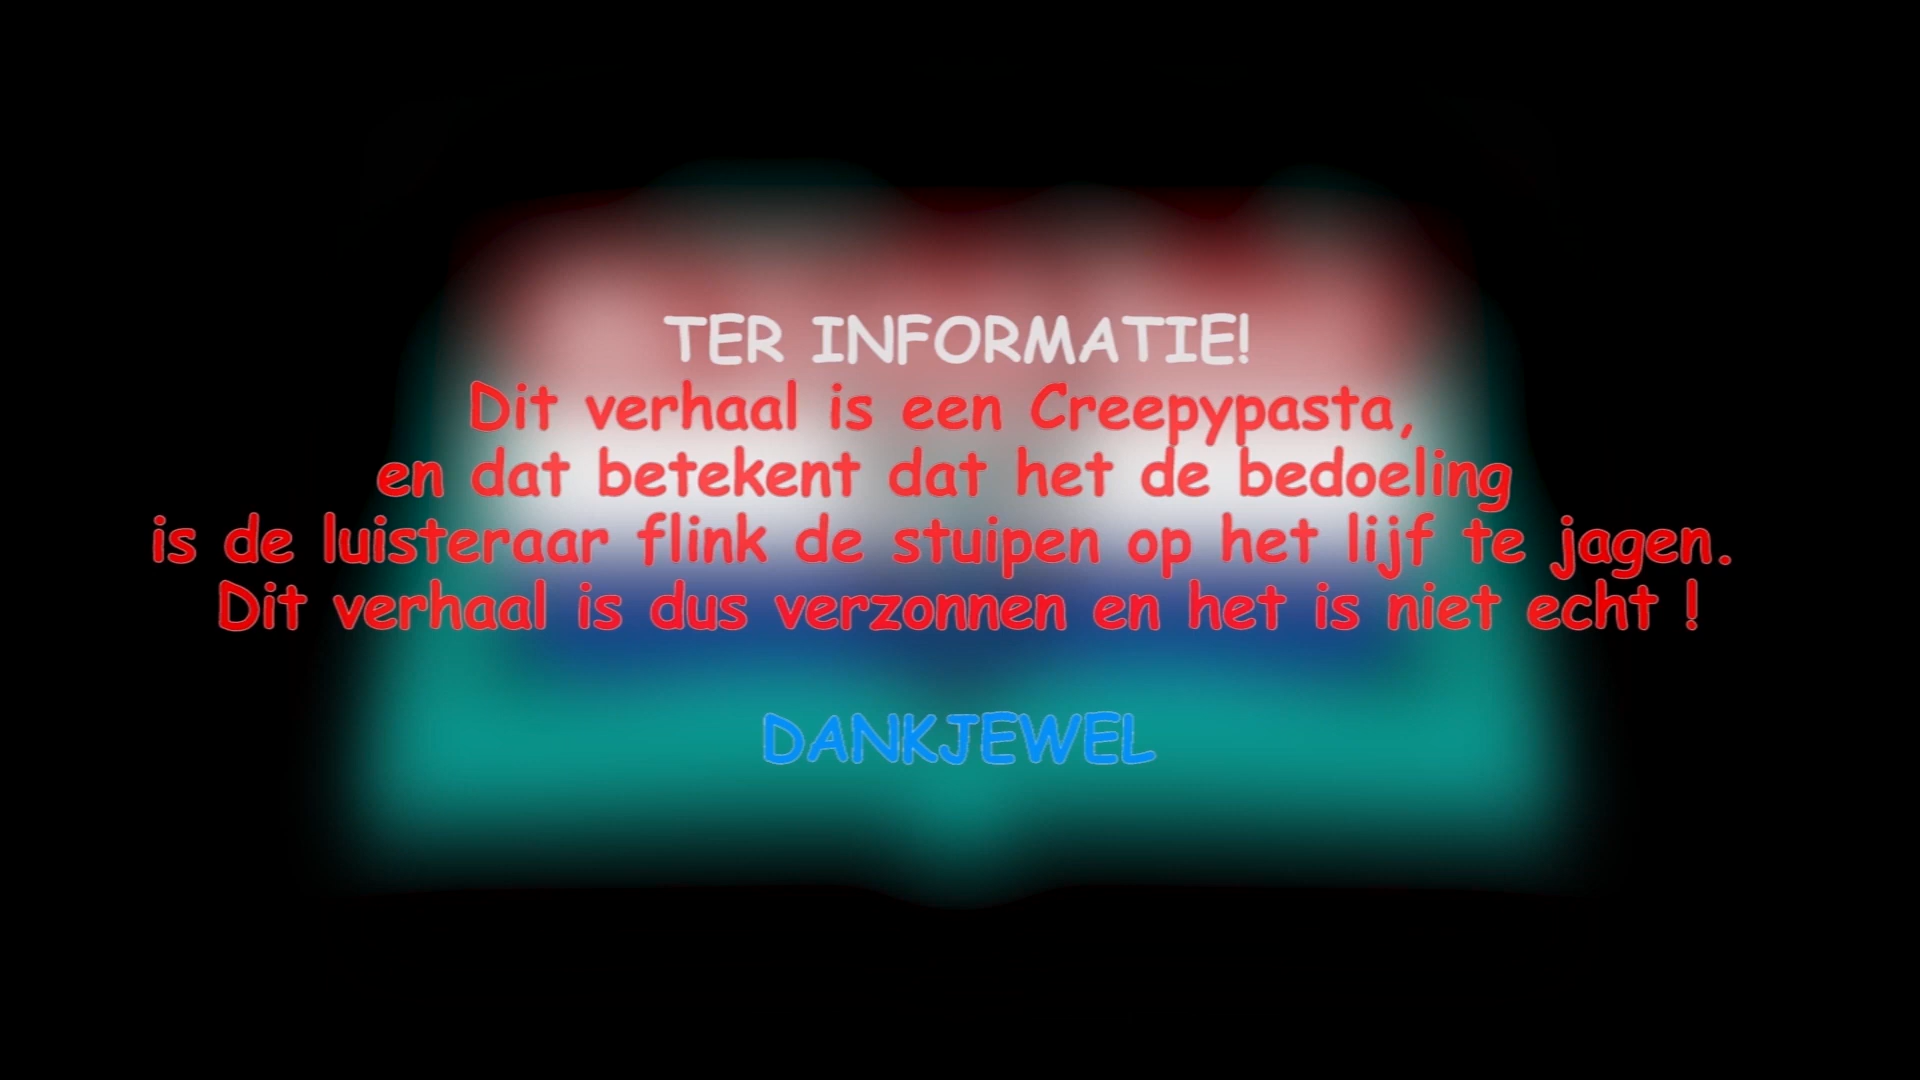 TER INFORMATIE!
Dit verhaal is een Creepypasta,
en dat betekent dat het de bedoeling
is de luisteraar flink de stuipen op het lijf te jagen.
Dit verhaal is dus verzonnen en het is niet echt !
DANKJEWEL